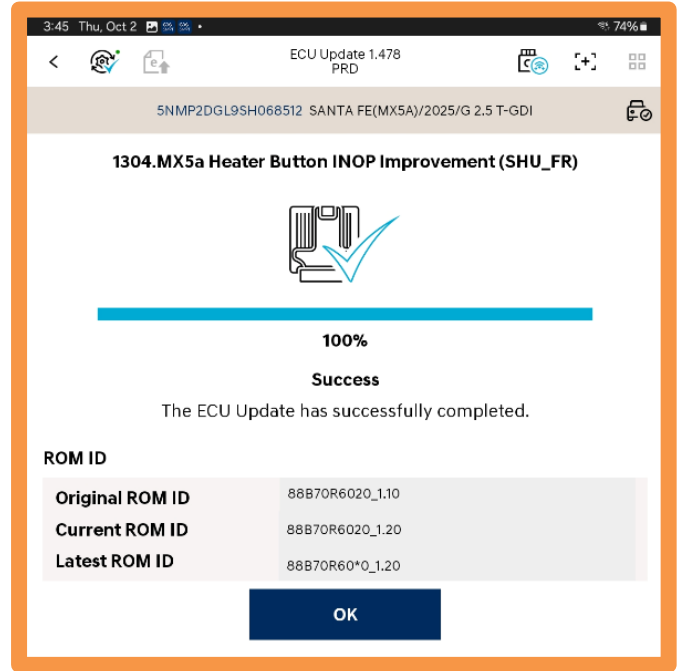 3:45 Thu, Oct 2 74%
ECU Update 1.478
PRD
5NMP2DGL9SH068512 SANTA FE(MX5A)/2025/G 2.5 T-GDI
1304.MX5a Heater Button INOP Improvement (SHU_FR)
100%
Success
The ECU Update has successfully completed.
ROM ID
Original ROM ID 88B70R6020_1.10
Current ROM ID 88B70R6020_1.20
Latest ROM ID 88B70R60*0_1.20
OK